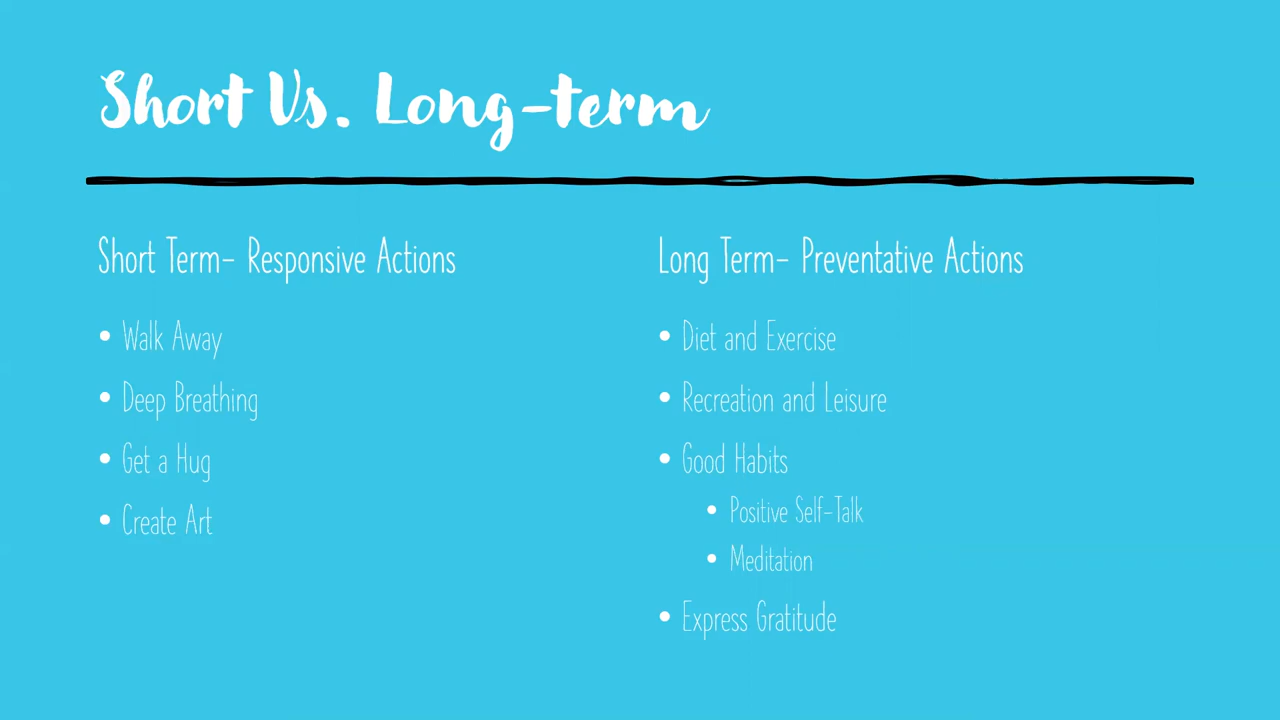 Short Vs. Long-term
Short Term- Responsive Actions
• Walk Away
• Deep Breathing
• Get a Hug
• Create Art
Long Term- Preventative Actions
• Diet and Exercise
• Recreation and Leisure
• Good Habits
• Positive Self-Talk
• Meditation
• Express Gratitude